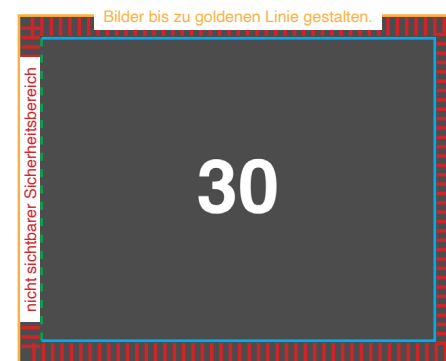 Bilder bis zu goldenen Linie gestalten.
nicht sichtbarer Sicherheitsbereich
30